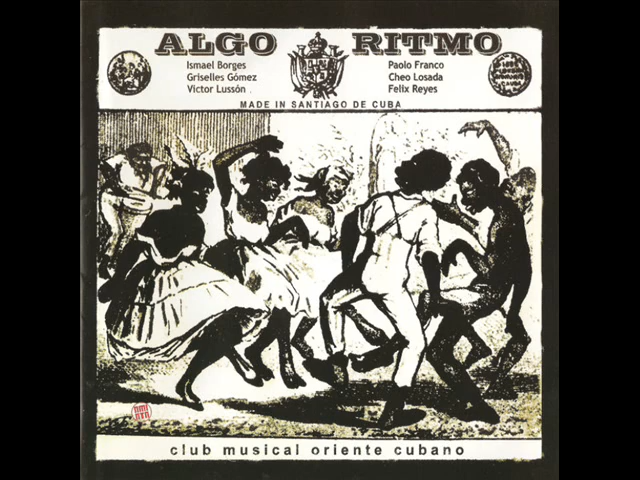 ALGO RITMO
Ismael Borges
Griselles Gómez
Víctor Lussón
Paolo Franco
Cheo Losada
Felix Reyes
MADE IN SANTIAGO DE CUBA
club musical oriente cubano